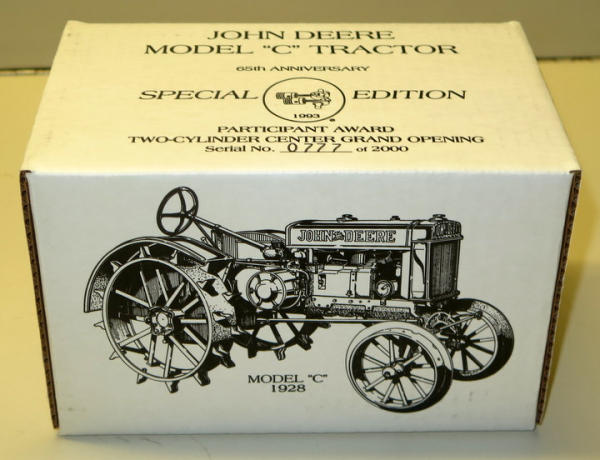 JOHN DEERE
MODEL "C" TRACTOR
65th ANNIVERSARY
SPECIAL EDITION
1993
PARTICIPANT AWARD
TWO-CYLINDER CENTER GRAND OPENING
Serial No. 0777 of 2000
JOHN DEERE
MODEL "C"
1928